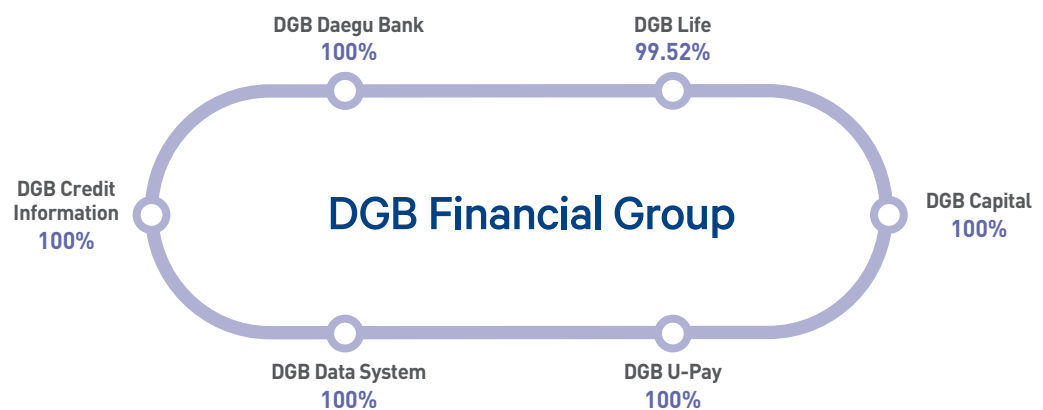 DGB Daegu Bank
100%
DGB Life
99.52%
DGB Credit
Information
100%
DGB Financial Group
DGB Capital
100%
DGB Data System
100%
DGB U-Pay
100%